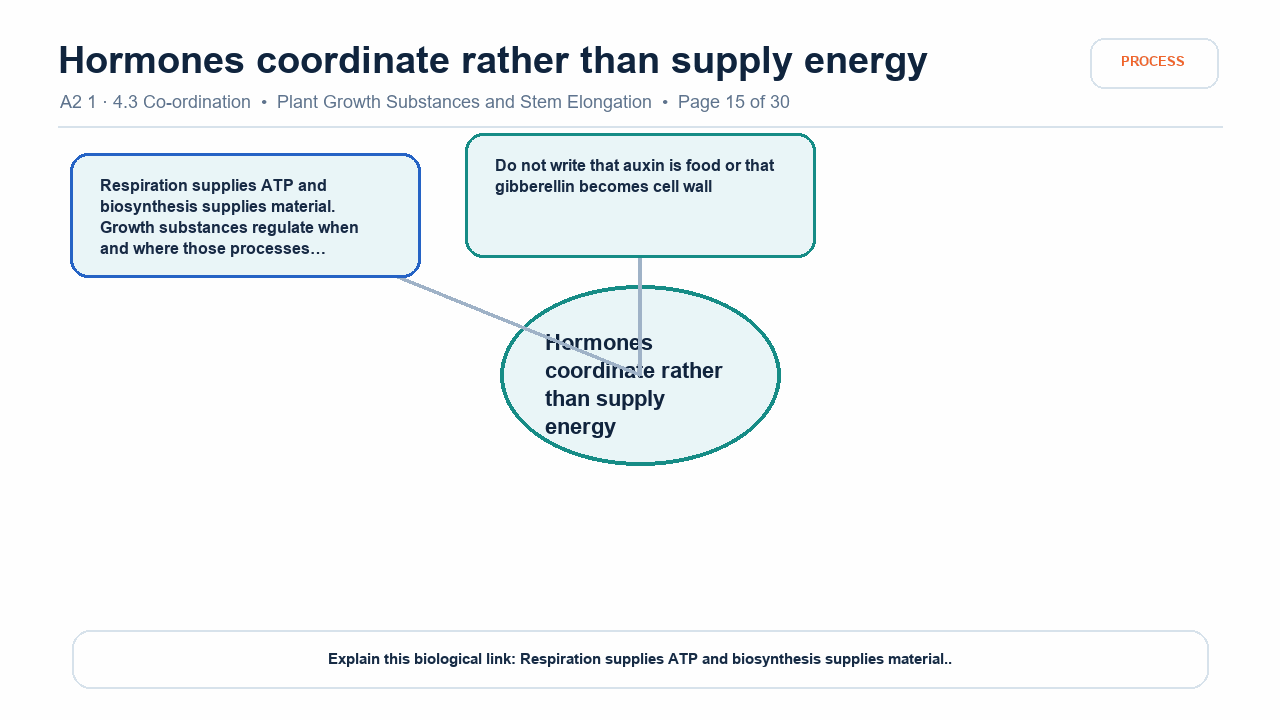 Hormones coordinate rather than supply energy
PROCESS
A2 1 · 4.3 Co-ordination • Plant Growth Substances and Stem Elongation • Page 15 of 30
Respiration supplies ATP and
biosynthesis supplies material.
Growth substances regulate when
and where those processes…
Do not write that auxin is food or that
gibberellin becomes cell wall
Hormones
coordinate rather
than supply
energy
Explain this biological link: Respiration supplies ATP and biosynthesis supplies material..